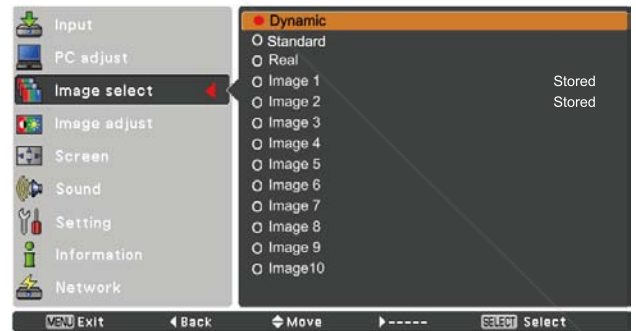 Input
PC adjust
Image select
Image adjust
Screen
Sound
Setting
Information
Network
Dynamic
Standard
Real
Image 1 Stored
Image 2 Stored
Image 3
Image 4
Image 5
Image 6
Image 7
Image 8
Image 9
Image10
MENU Exit Back Move ----- SELECT Select